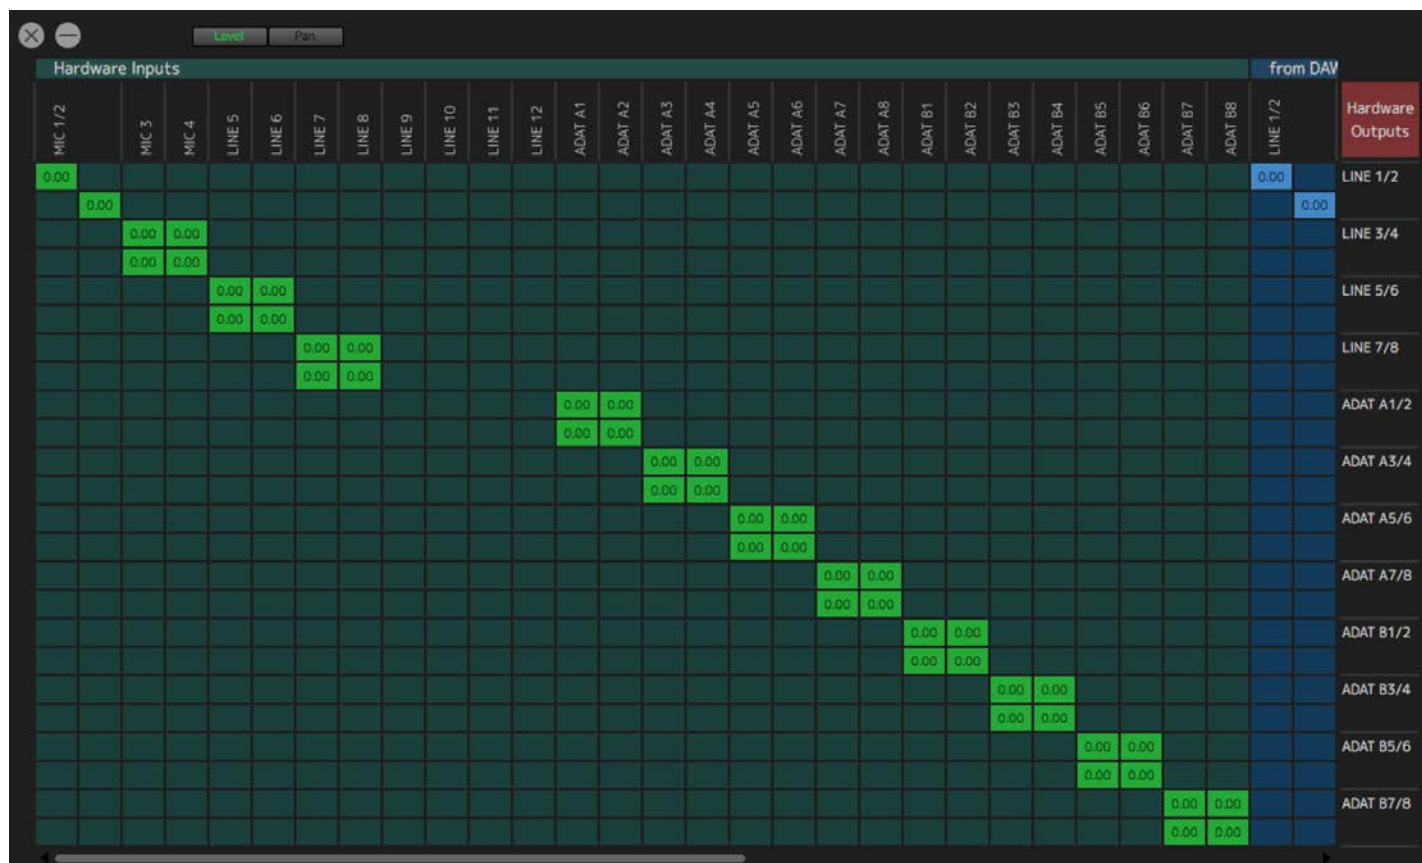 Level Pan
Hardware Inputs from DAW
MIC 1/2 MIC 3 MIC 4 LINE 5 LINE 6 LINE 7 LINE 8 LINE 9 LINE 10 LINE 11 LINE 12 ADAT A1 ADAT A2 ADAT A3 ADAT A4 ADAT A5 ADAT A6 ADAT A7 ADAT A8 ADAT B1 ADAT B2 ADAT B3 ADAT B4 ADAT B5 ADAT B6 ADAT B7 ADAT B8 LINE 1/2 Hardware
Outputs
0.00 0.00 LINE 1/2
0.00 0.00
0.00 0.00 LINE 3/4
0.00 0.00
0.00 0.00 LINE 5/6
0.00 0.00
0.00 0.00 LINE 7/8
0.00 0.00
0.00 0.00 ADAT A1/2
0.00 0.00
0.00 0.00 ADAT A3/4
0.00 0.00
0.00 0.00 ADAT A5/6
0.00 0.00
0.00 0.00 ADAT A7/8
0.00 0.00
0.00 0.00 ADAT B1/2
0.00 0.00
0.00 0.00 ADAT B3/4
0.00 0.00
0.00 0.00 ADAT B5/6
0.00 0.00
0.00 0.00 ADAT B7/8
0.00 0.00